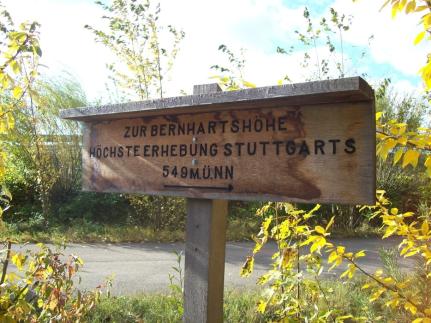 ZUR BERNHARTSHÖHE
HÖCHSTE ERHEBUNG STUTTGARTS
549 M.Ü.NN